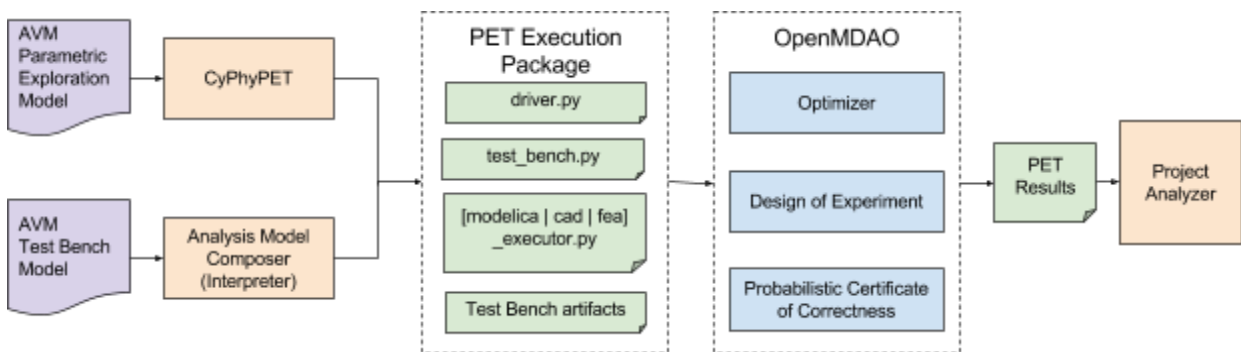 AVM
Parametric
Exploration
Model
CyPhyPET
AVM
Test Bench
Model
Analysis Model
Composer
(Interpreter)
PET Execution
Package
driver.py
test_bench.py
[modelica | cad | fea]
_executor.py
Test Bench artifacts
OpenMDAO
Optimizer
Design of Experiment
Probabilistic Certificate
of Correctness
PET
Results
Project
Analyzer